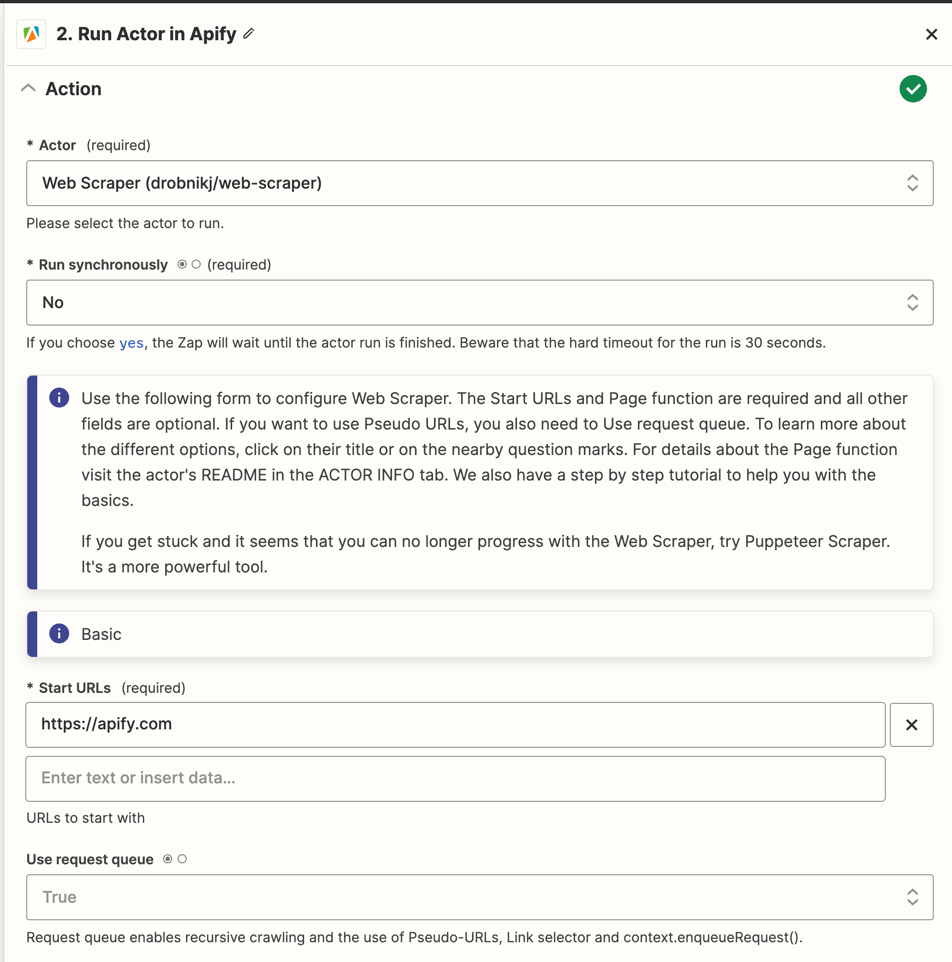 2. Run Actor in Apify
Action
* Actor (required)
Web Scraper (drobnikj/web-scraper)
Please select the actor to run.
* Run synchronously (required)
No
If you choose yes, the Zap will wait until the actor run is finished. Beware that the hard timeout for the run is 30 seconds.
Use the following form to configure Web Scraper. The Start URLs and Page function are required and all other
fields are optional. If you want to use Pseudo URLs, you also need to Use request queue. To learn more about
the different options, click on their title or on the nearby question marks. For details about the Page function
visit the actor's README in the ACTOR INFO tab. We also have a step by step tutorial to help you with the
basics.
If you get stuck and it seems that you can no longer progress with the Web Scraper, try Puppeteer Scraper.
It's a more powerful tool.
Basic
* Start URLs (required)
https://apify.com
Enter text or insert data...
URLs to start with
Use request queue
True
Request queue enables recursive crawling and the use of Pseudo-URLs, Link selector and context.enqueueRequest().